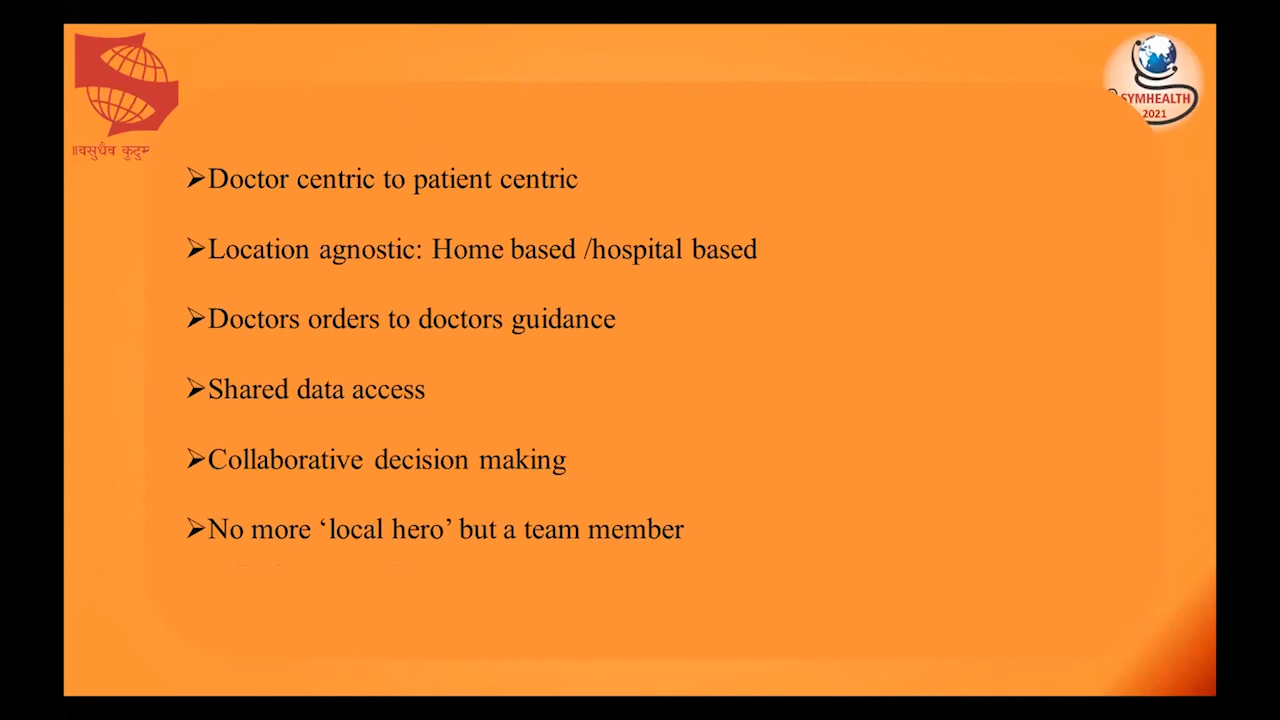 SYMHEALTH
2021
॥वसुधैव कुटुम
➢Doctor centric to patient centric
➢Location agnostic: Home based /hospital based
➢Doctors orders to doctors guidance
➢Shared data access
➢Collaborative decision making
➢No more ‘local hero’ but a team member